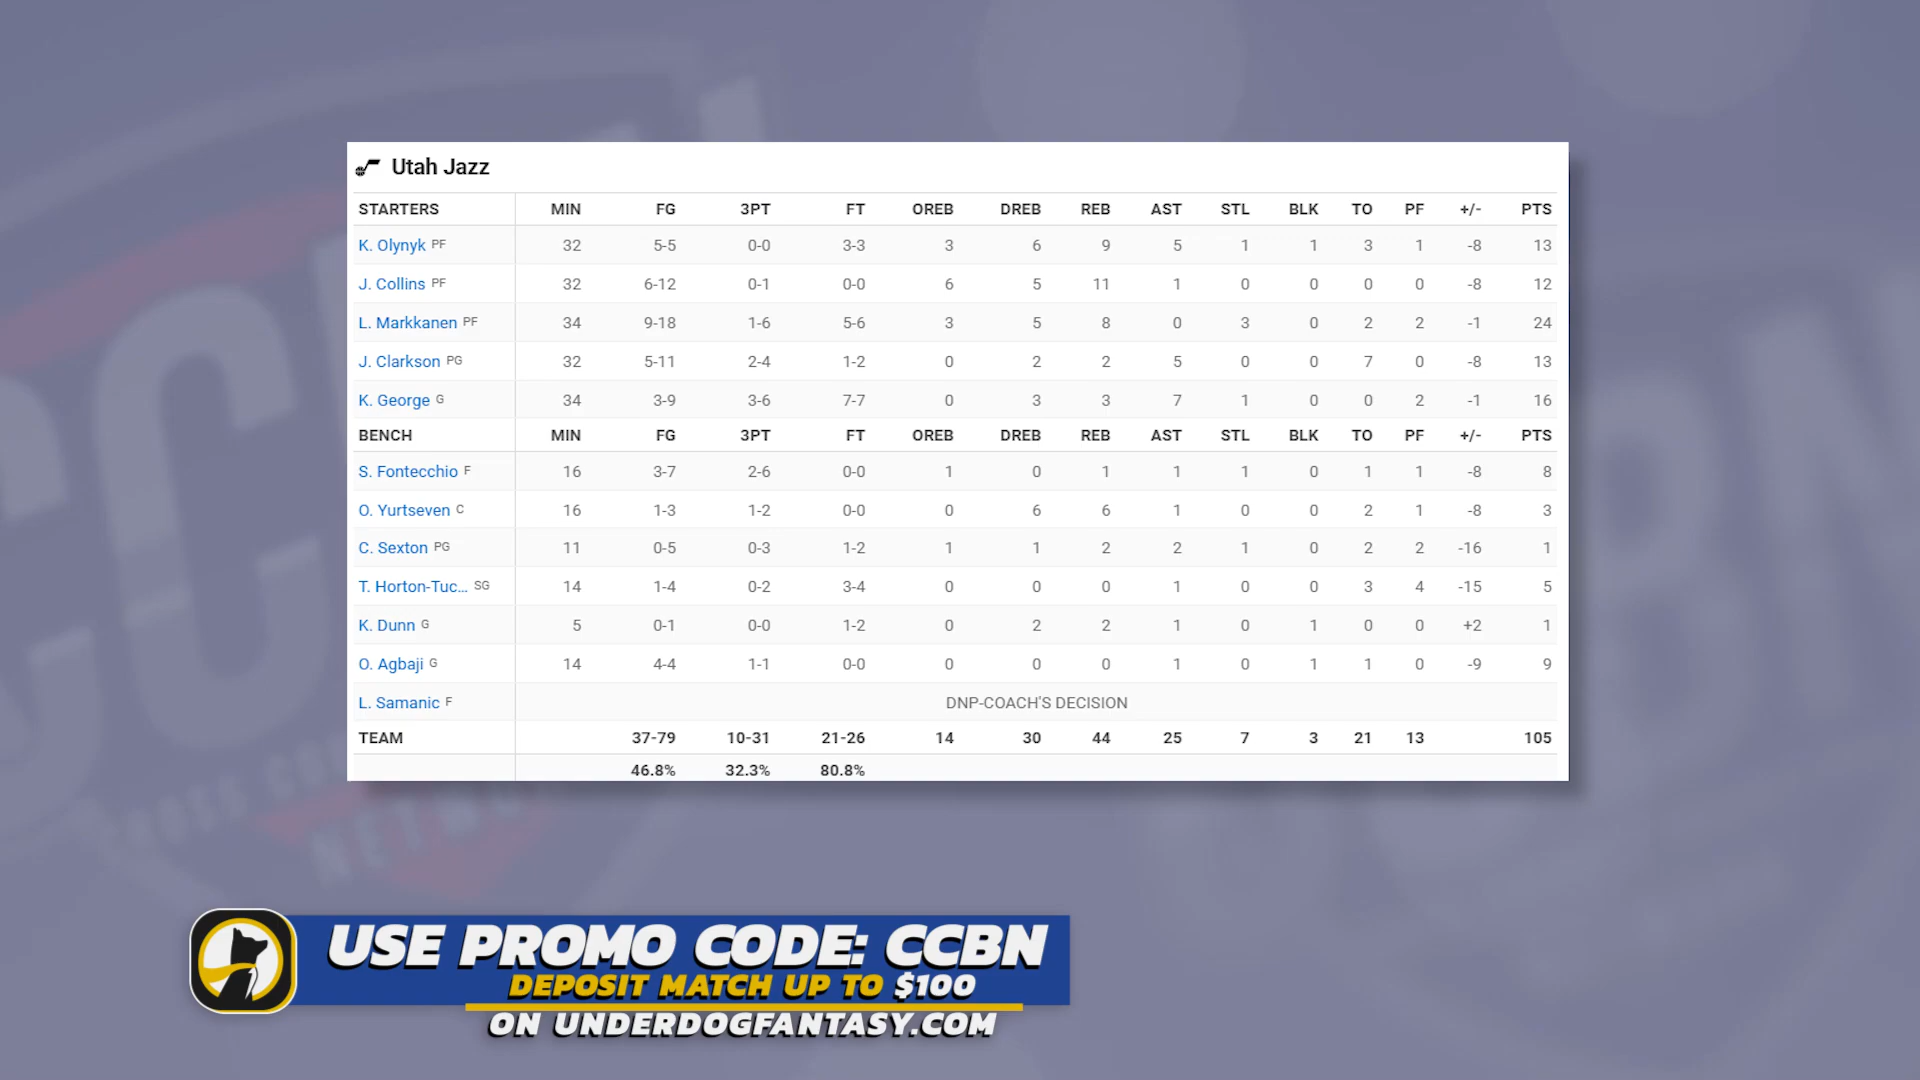 Utah Jazz
STARTERS MIN FG 3PT FT OREB DREB REB AST STL BLK TO PF +/- PTS
K. Olynyk PF 32 5-5 0-0 3-3 3 6 9 5 1 1 3 1 -8 13
J. Collins PF 32 6-12 0-1 0-0 6 5 11 1 0 0 0 0 -8 12
L. Markkanen PF 34 9-18 1-6 5-6 3 5 8 0 3 0 2 2 -1 24
J. Clarkson PG 32 5-11 2-4 1-2 0 2 2 5 0 0 7 0 -8 13
K. George G 34 3-9 3-6 7-7 0 3 3 7 1 0 0 2 -1 16
BENCH MIN FG 3PT FT OREB DREB REB AST STL BLK TO PF +/- PTS
S. Fontecchio F 16 3-7 2-6 0-0 1 0 1 1 1 0 1 1 -8 8
O. Yurtseven C 16 1-3 1-2 0-0 0 6 6 1 0 0 2 1 -8 3
C. Sexton PG 11 0-5 0-3 1-2 1 1 2 2 1 0 2 2 -16 1
T. Horton-Tuc... SG 14 1-4 0-2 3-4 0 0 0 1 0 0 3 4 -15 5
K. Dunn G 5 0-1 0-0 1-2 0 2 2 1 0 1 0 0 +2 1
O. Agbaji G 14 4-4 1-1 0-0 0 0 0 1 0 1 1 0 -9 9
L. Samanic F DNP-COACH'S DECISION
TEAM 37-79 10-31 21-26 14 30 44 25 7 3 21 13 105
46.8% 32.3% 80.8%
USE PROMO CODE: CCBN
DEPOSIT MATCH UP TO $100
ON UNDERDOGFANTASY.COM